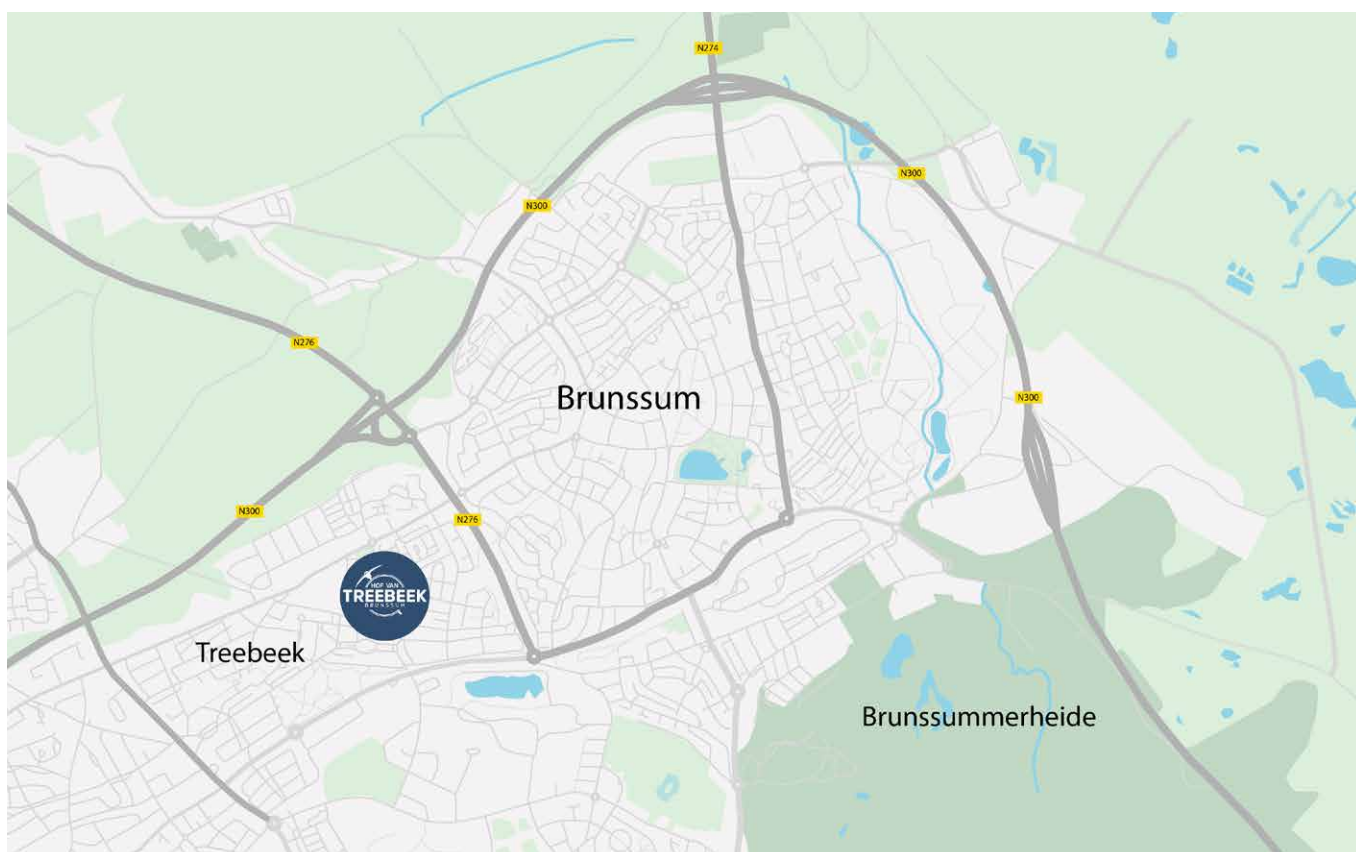 N274
N300
N300
N276
Brunssum
N300
N300
N276
HOF VAN
TREEBEEK
BRUNSSUM
Treebeek
Brunssummerheide